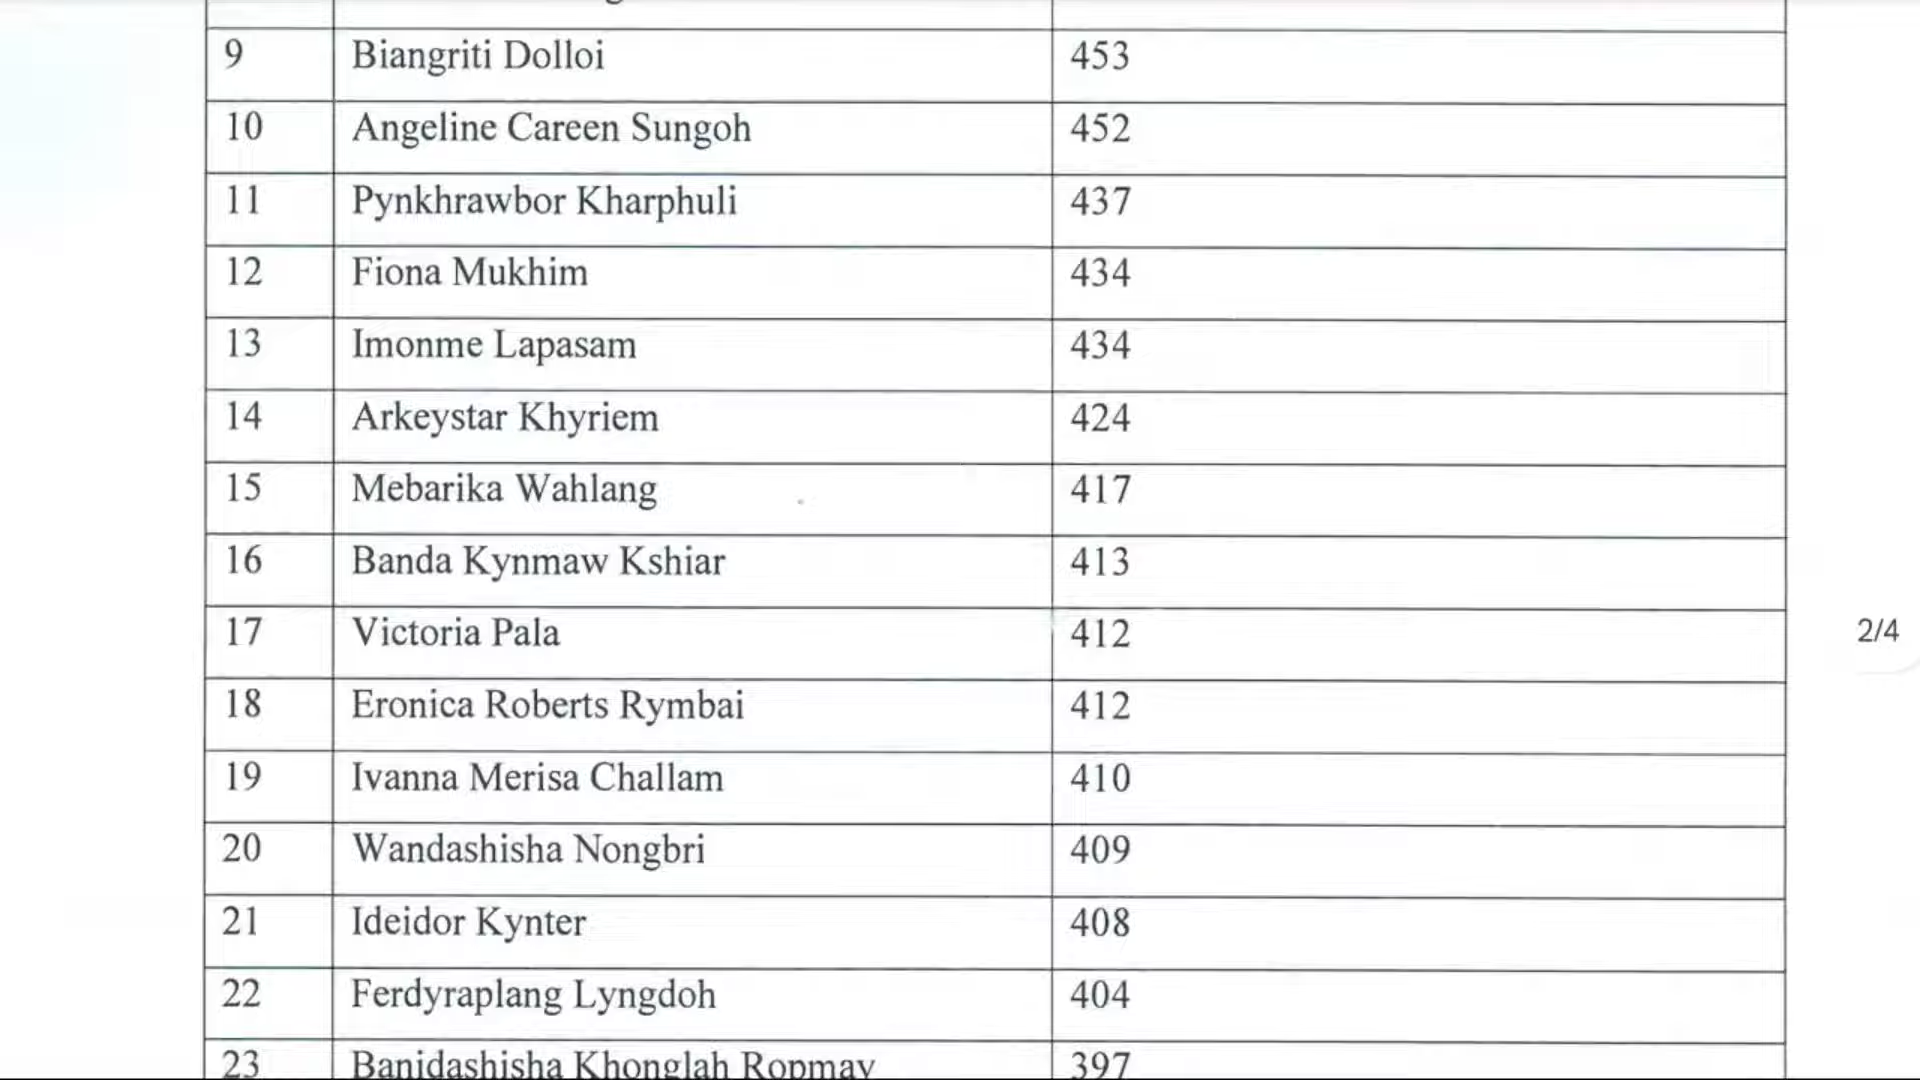 9 Biangriti Dolloi 453
10 Angeline Careen Sungoh 452
11 Pynkhrawbor Kharphuli 437
12 Fiona Mukhim 434
13 Imonme Lapasam 434
14 Arkeystar Khyriem 424
15 Mebarika Wahlang 417
16 Banda Kynmaw Kshiar 413
17 Victoria Pala 412
2/4
18 Eronica Roberts Rymbai 412
19 Ivanna Merisa Challam 410
20 Wandashisha Nongbri 409
21 Ideidor Kynter 408
22 Ferdyraplang Lyngdoh 404
23 Banidashisha Khonglah Ropmay 397